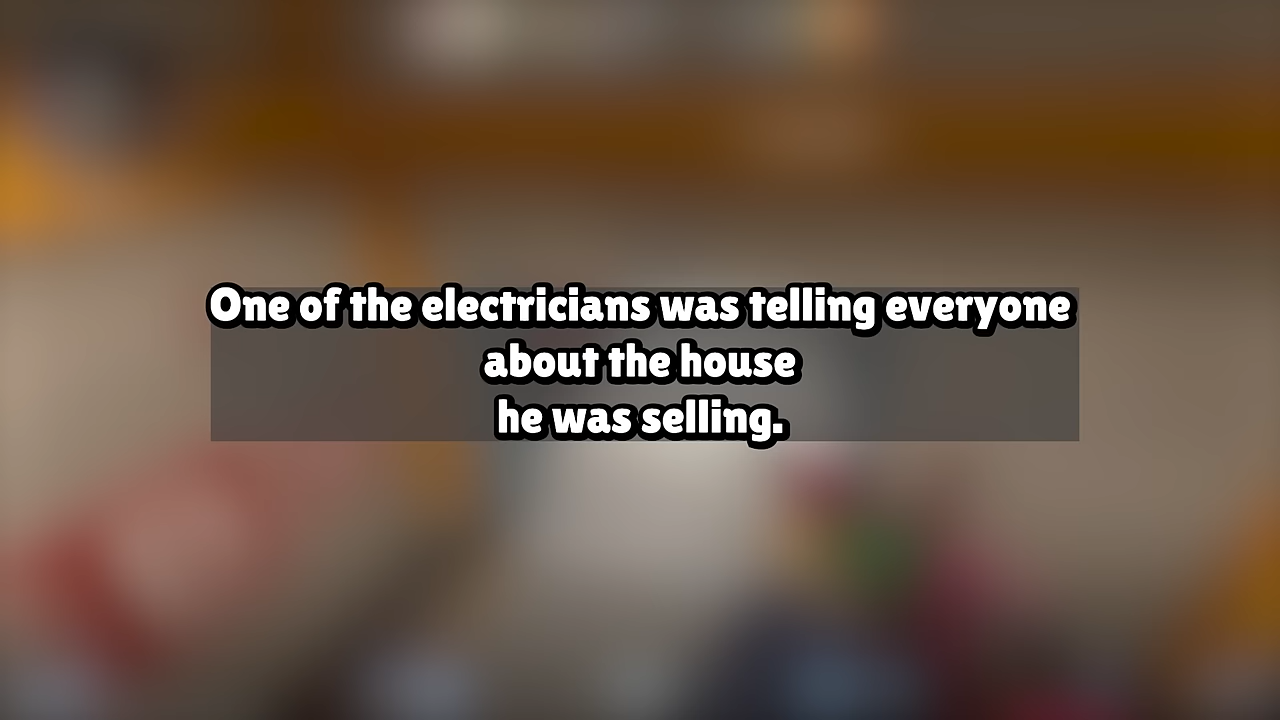 One of the electricians was telling everyone
about the house
he was selling.